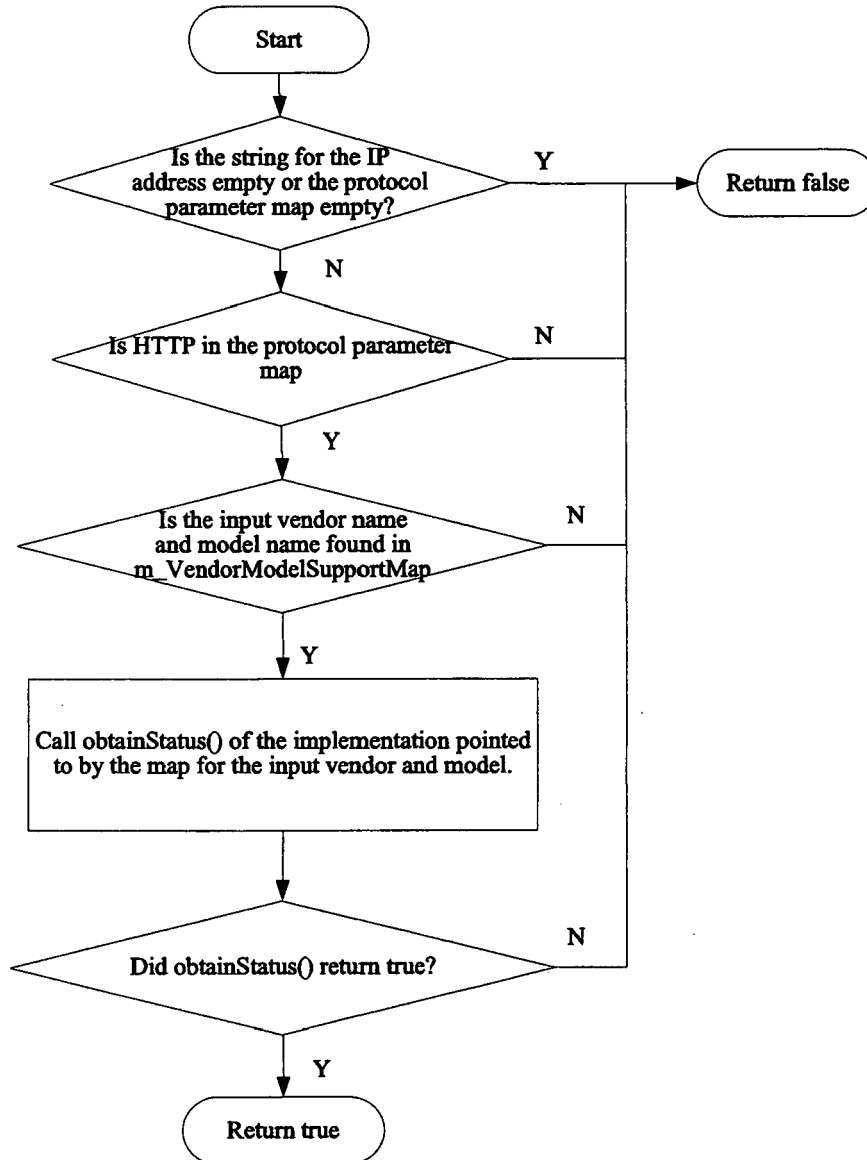 Start
Is the string for the IP
address empty or the protocol
parameter map empty?
Y
Return false
N
Is HTTP in the protocol parameter
map
N
Y
Is the input vendor name
and model name found in
m_VendorModelSupportMap
N
Y
Call obtainStatus() of the implementation pointed
to by the map for the input vendor and model.
Did obtainStatus() return true?
N
Y
Return true